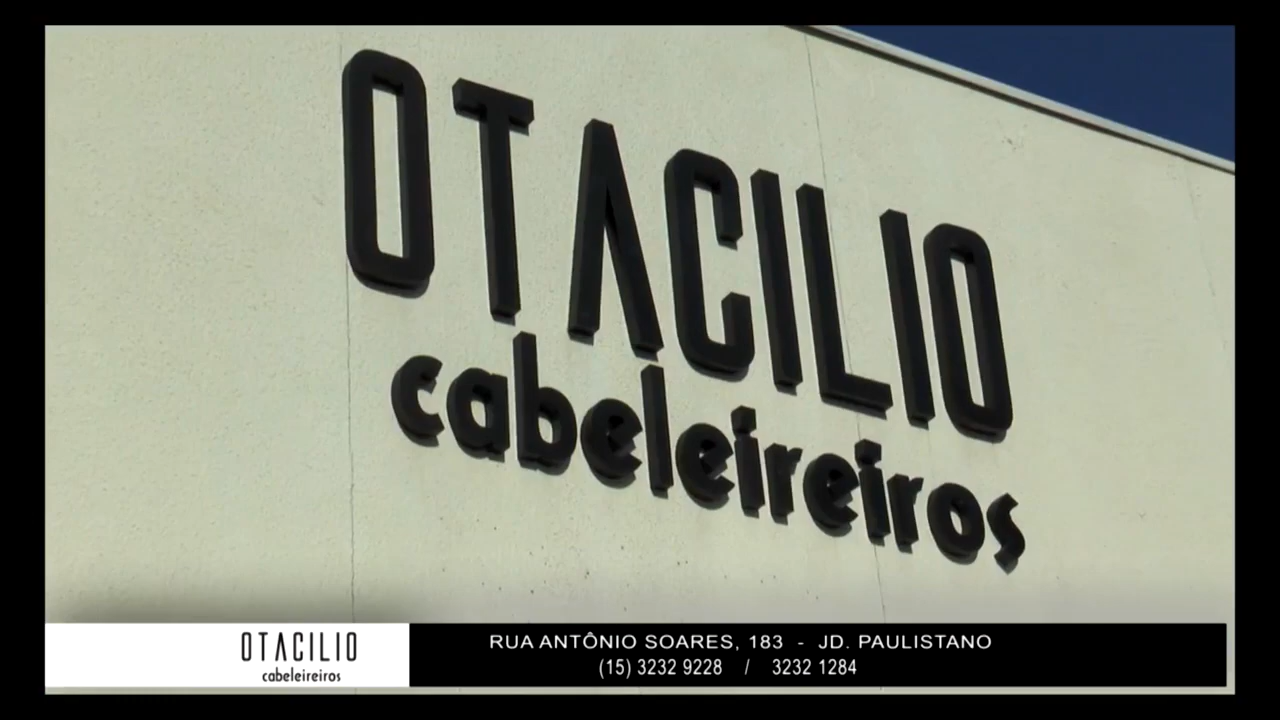 OTACILIO
cabeleireiros
OTACILIO
cabeleireiros
RUA ANTÔNIO SOARES, 183 - JD. PAULISTANO
(15) 3232 9228 / 3232 1284